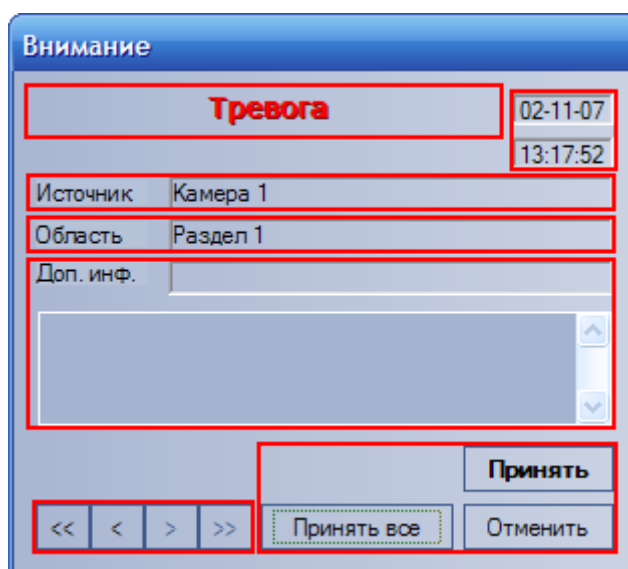 Внимание
Тревога
02-11-07
13:17:52
Источник Камера 1
Область Раздел 1
Доп. инф.
Принять
<< < > >> Принять все Отменить